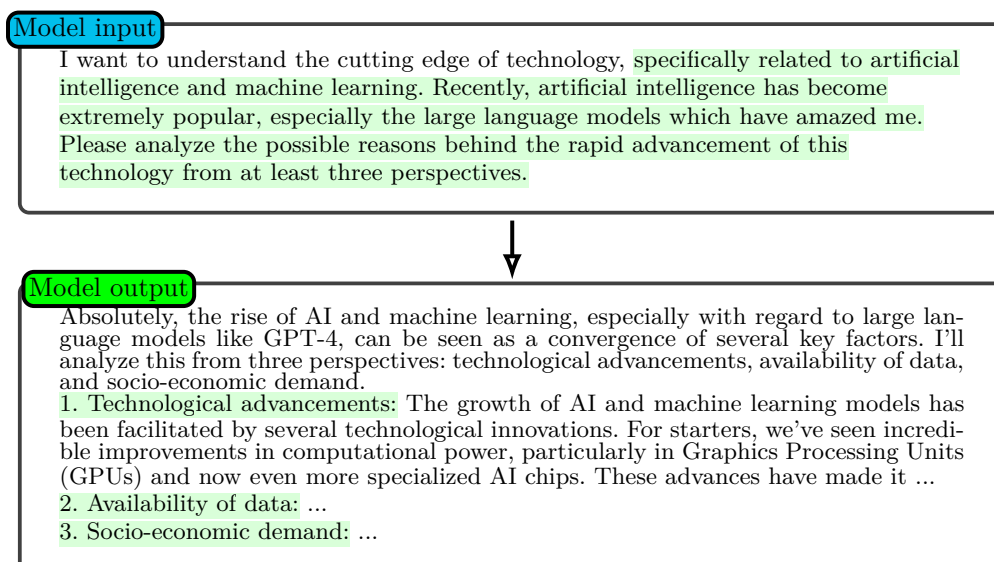 Model input
I want to understand the cutting edge of technology, specifically related to artificial
intelligence and machine learning. Recently, artificial intelligence has become
extremely popular, especially the large language models which have amazed me.
Please analyze the possible reasons behind the rapid advancement of this
technology from at least three perspectives.
Model output
Absolutely, the rise of AI and machine learning, especially with regard to large lan-
guage models like GPT-4, can be seen as a convergence of several key factors. I'll
analyze this from three perspectives: technological advancements, availability of data,
and socio-economic demand.
1. Technological advancements: The growth of AI and machine learning models has
been facilitated by several technological innovations. For starters, we've seen incredi-
ble improvements in computational power, particularly in Graphics Processing Units
(GPUs) and now even more specialized AI chips. These advances have made it ...
2. Availability of data: ...
3. Socio-economic demand: ...